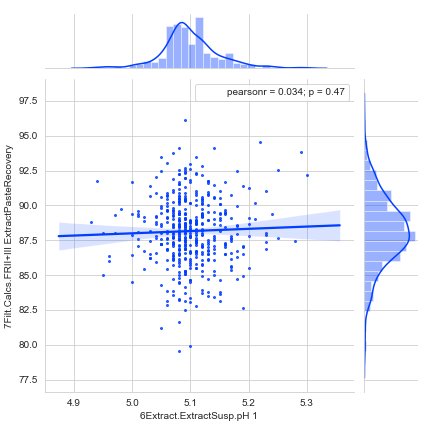 pearsonr = 0.034; p = 0.47
97.5
95.0
92.5
90.0
87.5
85.0
82.5
80.0
77.5
7Filt.Calcs.FRII+III ExtractPasteRecovery
4.9 5.0 5.1 5.2 5.3
6Extract.ExtractSusp.pH 1